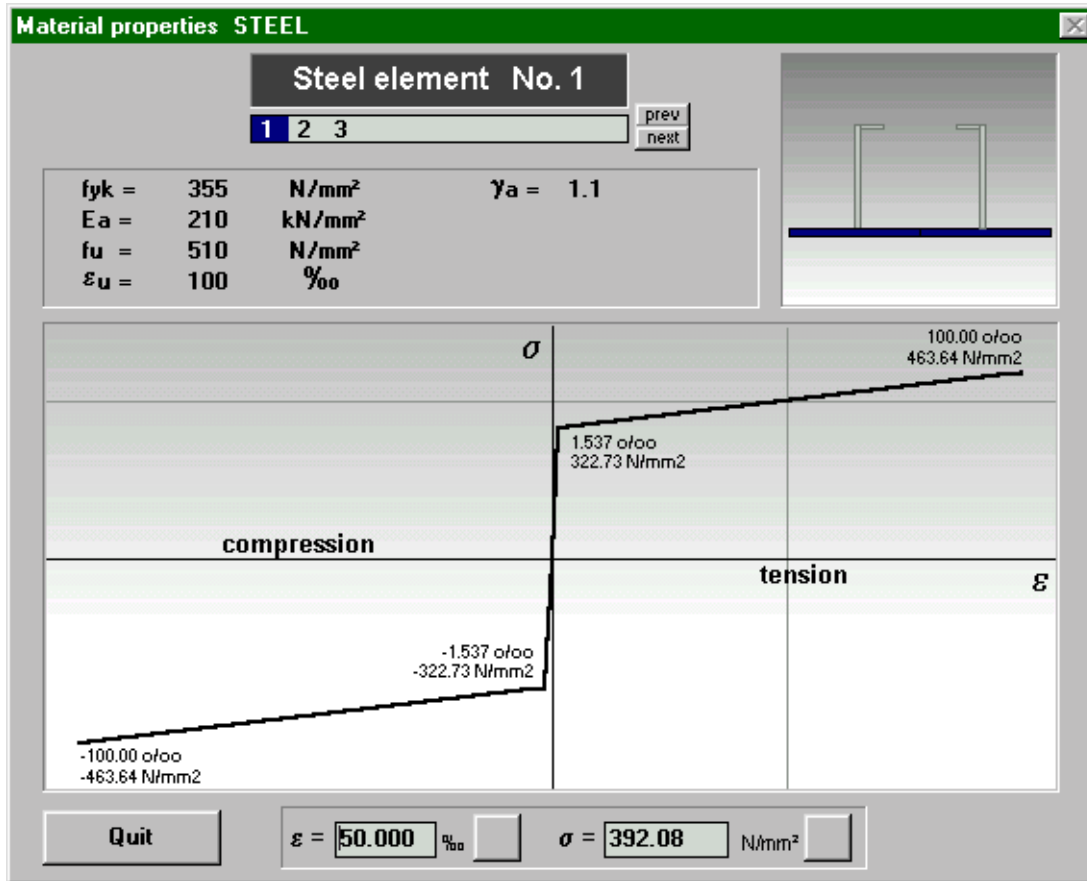 Material properties STEEL
Steel element No. 1
1 2 3
prev
next
fyk = 355 N/mm² γa = 1.1
Ea = 210 kN/mm²
fu = 510 N/mm²
εu = 100 ‰
σ
100.00 o/oo
463.64 N/mm2
1.537 o/oo
322.73 N/mm2
compression
tension
ε
-1.537 o/oo
-322.73 N/mm2
-100.00 o/oo
-463.64 N/mm2
Quit
ε = 50.000 ‰ σ = 392.08 N/mm²